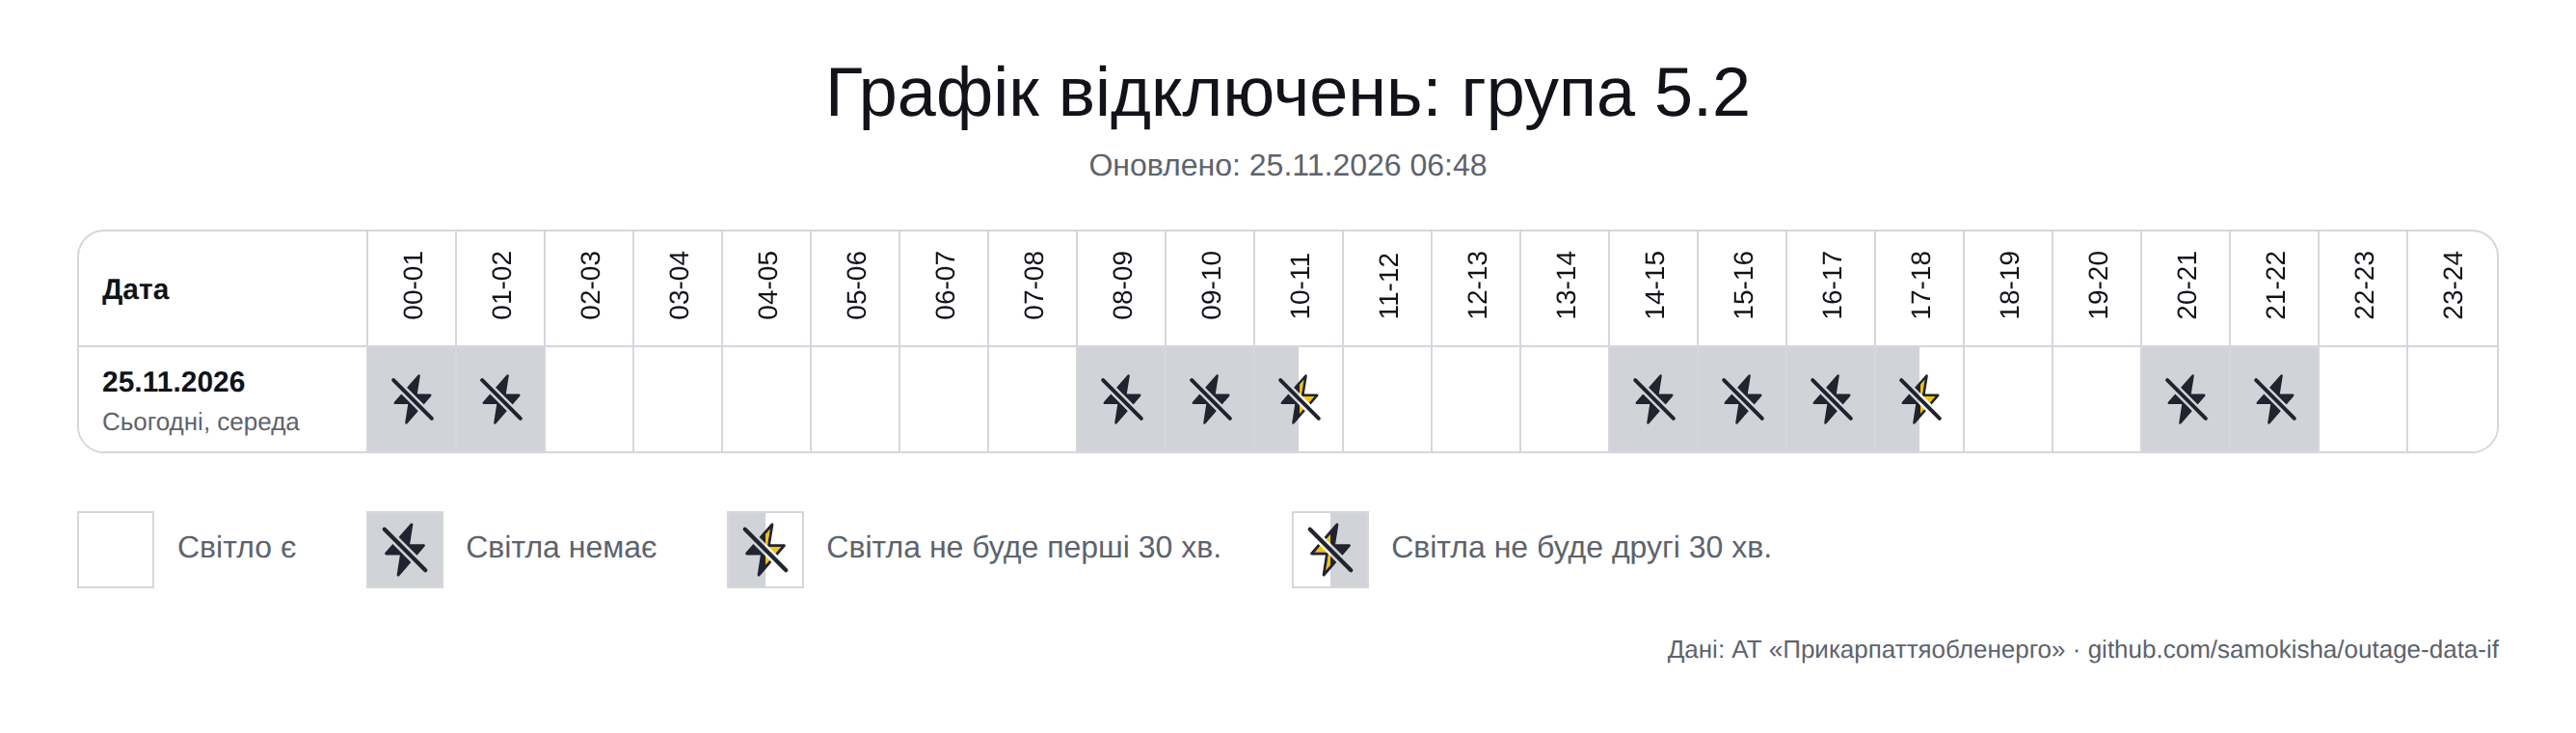 Графік відключень: група 5.2
Оновлено: 25.11.2026 06:48
Дата 00-01 01-02 02-03 03-04 04-05 05-06 06-07 07-08 08-09 09-10 10-11 11-12 12-13 13-14 14-15 15-16 16-17 17-18 18-19 19-20 20-21 21-22 22-23 23-24
25.11.2026
Сьогодні, середа
Світло є Світла немає Світла не буде перші 30 хв. Світла не буде другі 30 хв.
Дані: АТ «Прикарпаттяобленерго» · github.com/samokisha/outage-data-if